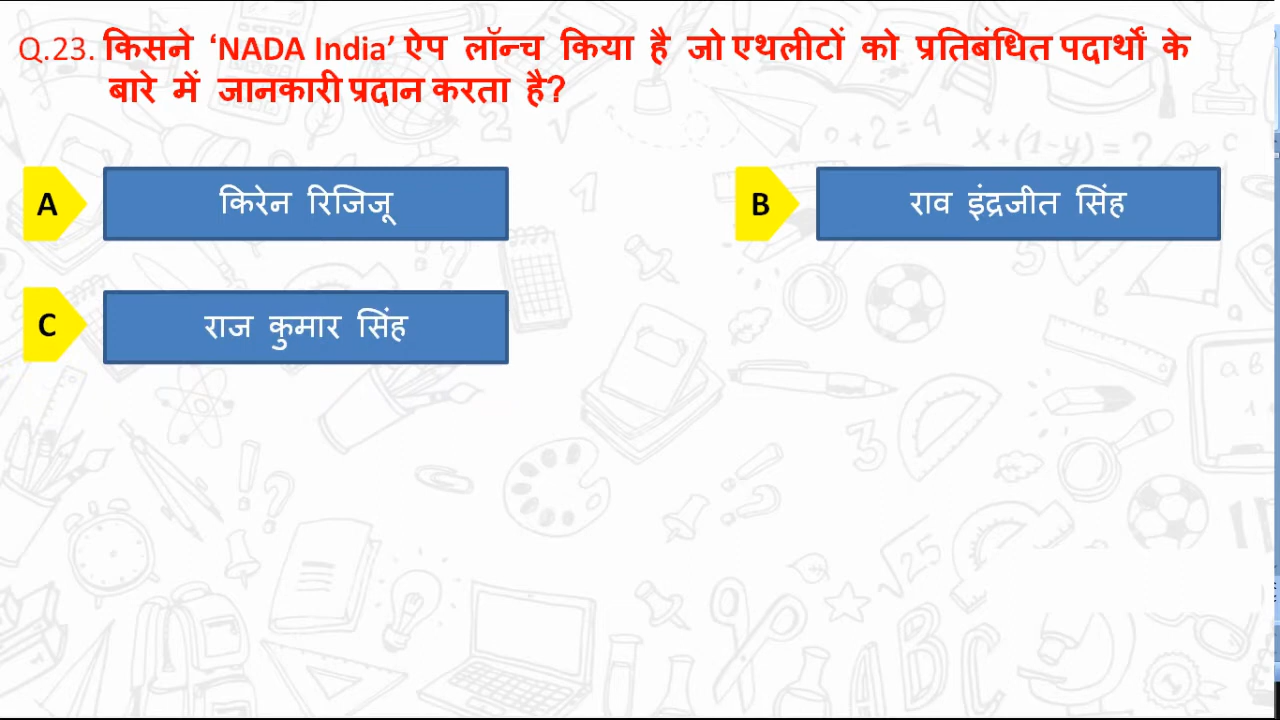 Q.23. किसने ‘NADA India’ ऐप लॉन्च किया है जो एथलीटों को प्रतिबंधित पदार्थों के
बारे में जानकारी प्रदान करता है?
A किरेन रिजिजू
B राव इंद्रजीत सिंह
C राज कुमार सिंह